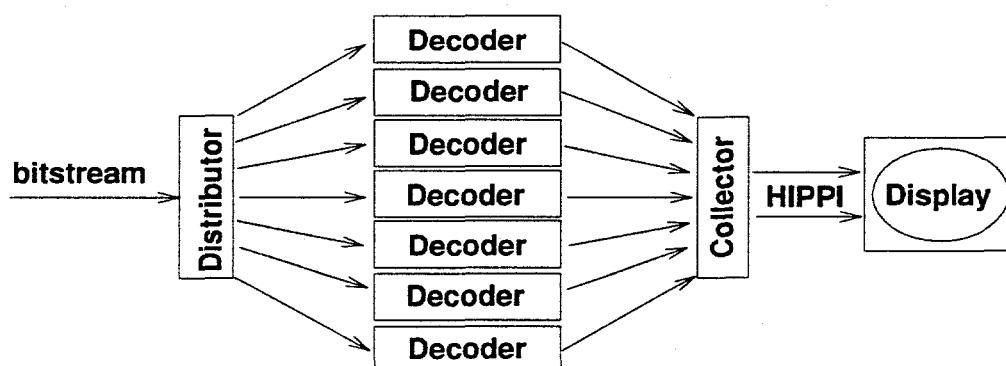 bitstream
Distributor
Decoder
Decoder
Decoder
Decoder
Decoder
Decoder
Decoder
Collector
HIPPI
Display